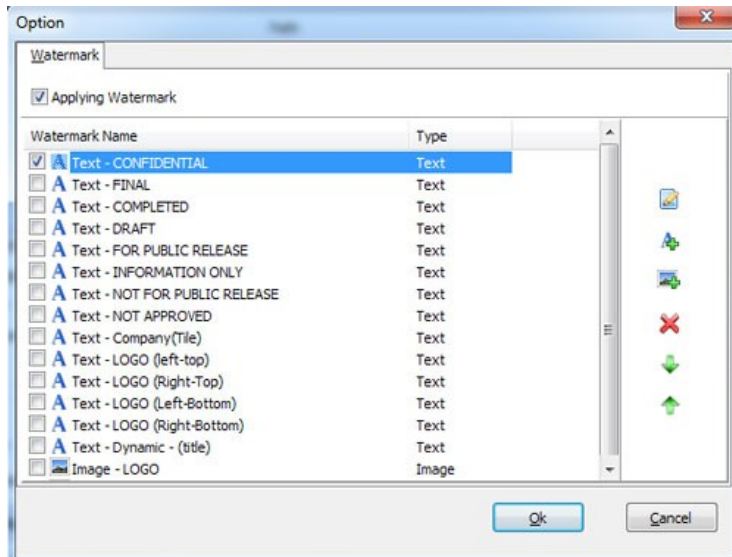 Option
Watermark
Applying Watermark
Watermark Name Type
Text - CONFIDENTIAL Text
Text - FINAL Text
Text - COMPLETED Text
Text - DRAFT Text
Text - FOR PUBLIC RELEASE Text
Text - INFORMATION ONLY Text
Text - NOT FOR PUBLIC RELEASE Text
Text - NOT APPROVED Text
Text - Company(Tile) Text
Text - LOGO (left-top) Text
Text - LOGO (Right-Top) Text
Text - LOGO (Left-Bottom) Text
Text - LOGO (Right-Bottom) Text
Text - Dynamic - (title) Text
Image - LOGO Image
Ok Cancel